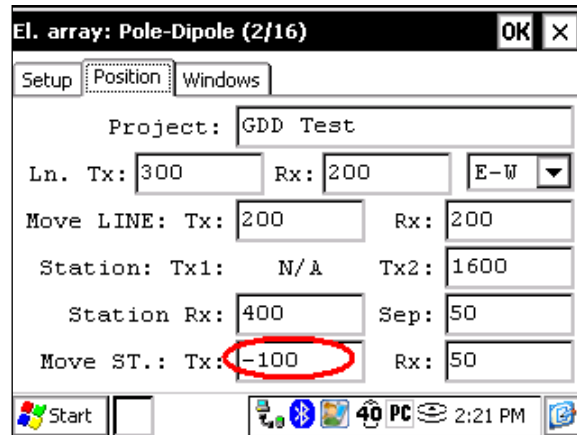 El. array: Pole-Dipole (2/16) OK ×
Setup Position Windows
Project: GDD Test
Ln. Tx: 300 Rx: 200 E-W
Move LINE: Tx: 200 Rx: 200
Station: Tx1: N/A Tx2: 1600
Station Rx: 400 Sep: 50
Move ST.: Tx: -100 Rx: 50
Start 40 PC 2:21 PM